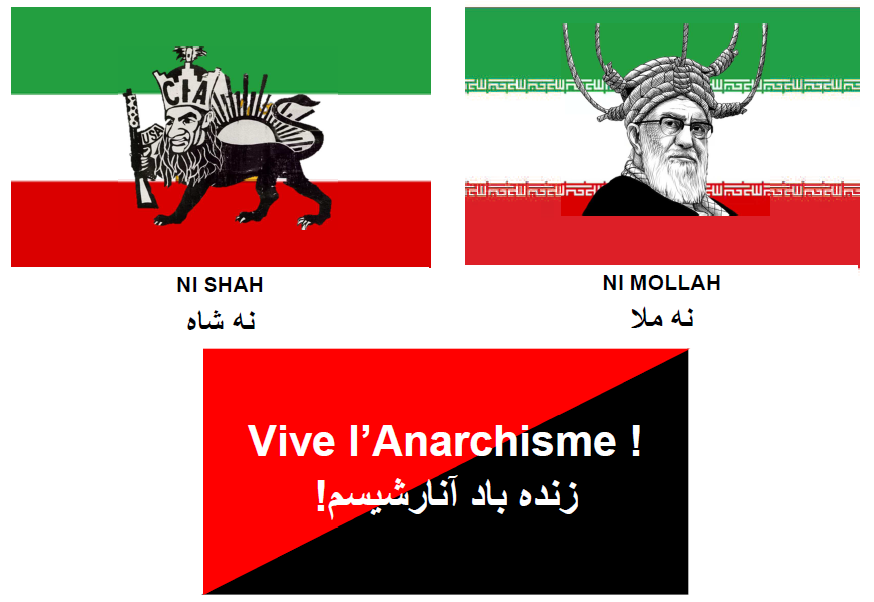 CIA
USA
NI SHAH
نه شاه
NI MOLLAH
نه ملا
Vive l’Anarchisme !
زنده باد آنارشیسم!